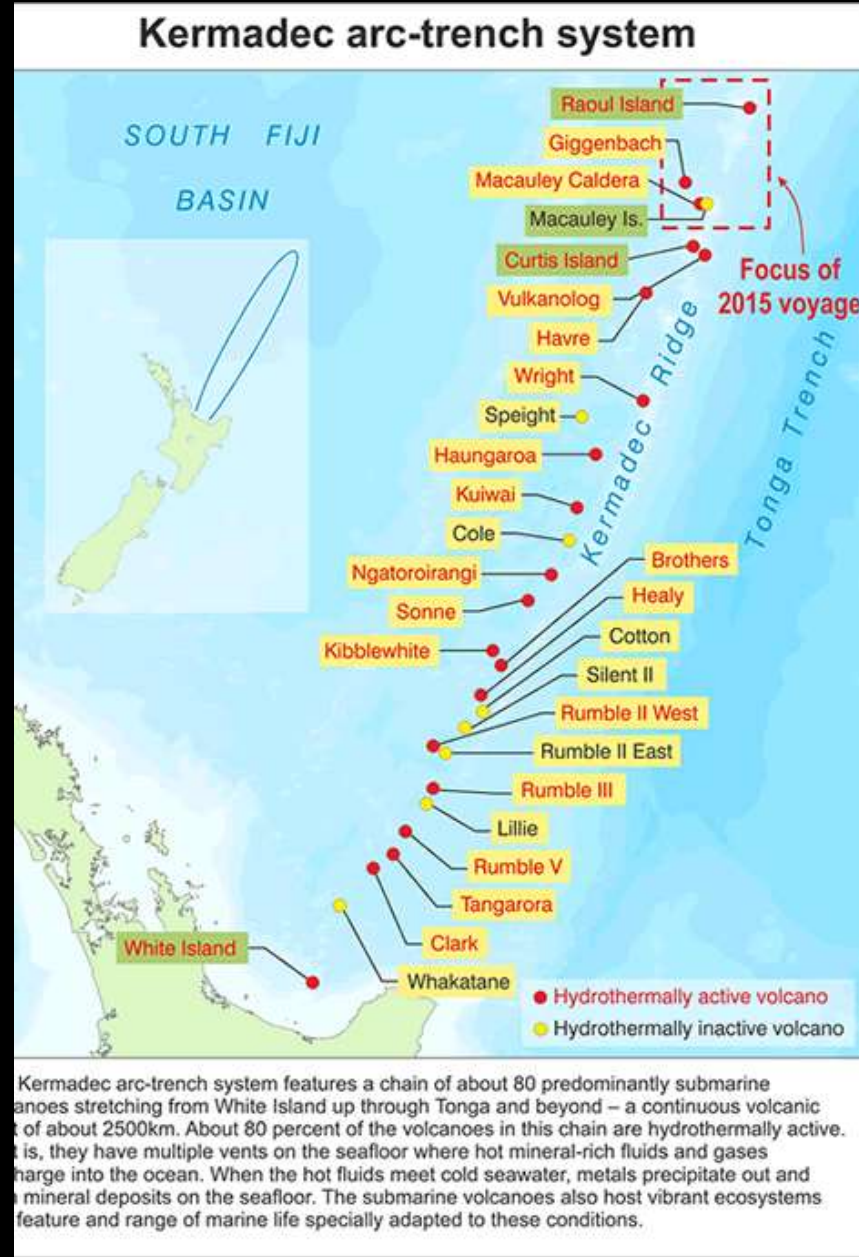 Kermadec arc-trench system
SOUTH FIJI
BASIN
Raoul Island
Giggenbach
Macauley Caldera
Macauley Is.
Curtis Island
Focus of
2015 voyage
Vulkanolog
Havre
Kermadec Ridge
Tonga Trench
Wright
Speight
Haungaroa
Kuiwai
Cole
Ngatoroirangi
Sonne
Kibblewhite
Brothers
Healy
Cotton
Silent II
Rumble II West
Rumble II East
Rumble III
Lillie
Rumble V
Tangarora
Clark
White Island
Whakatane
Hydrothermally active volcano
Hydrothermally inactive volcano
Kermadec arc-trench system features a chain of about 80 predominantly submarine
anoes stretching from White Island up through Tonga and beyond – a continuous volcanic
of about 2500km. About 80 percent of the volcanoes in this chain are hydrothermally active.
t is, they have multiple vents on the seafloor where hot mineral-rich fluids and gases
harge into the ocean. When the hot fluids meet cold seawater, metals precipitate out and
mineral deposits on the seafloor. The submarine volcanoes also host vibrant ecosystems
feature and range of marine life specially adapted to these conditions.